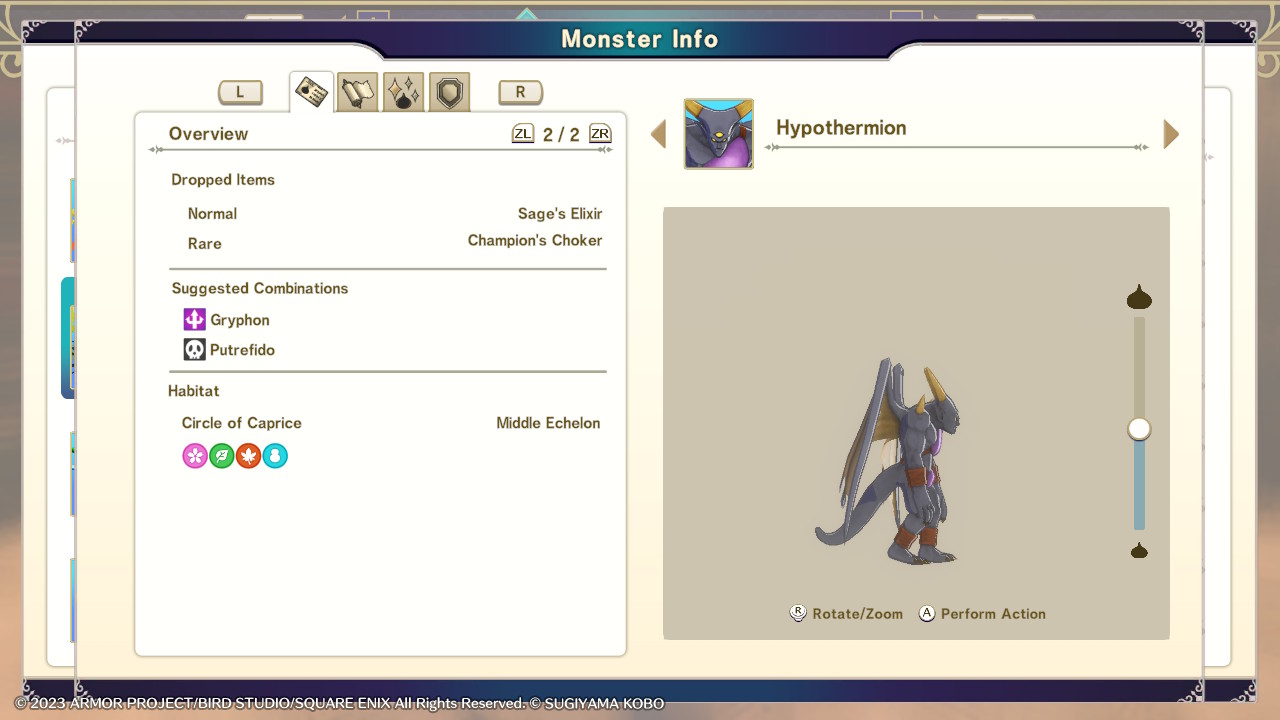 Monster Info
L
R
Overview
ZL 2 / 2 ZR
Dropped Items
Normal Sage's Elixir
Rare Champion's Choker
Suggested Combinations
Gryphon
Putrefido
Habitat
Circle of Caprice Middle Echelon
Hypothermion
R Rotate/Zoom A Perform Action
© 2023 ARMOR PROJECT/BIRD STUDIO/SQUARE ENIX All Rights Reserved. © SUGIYAMA KOBO